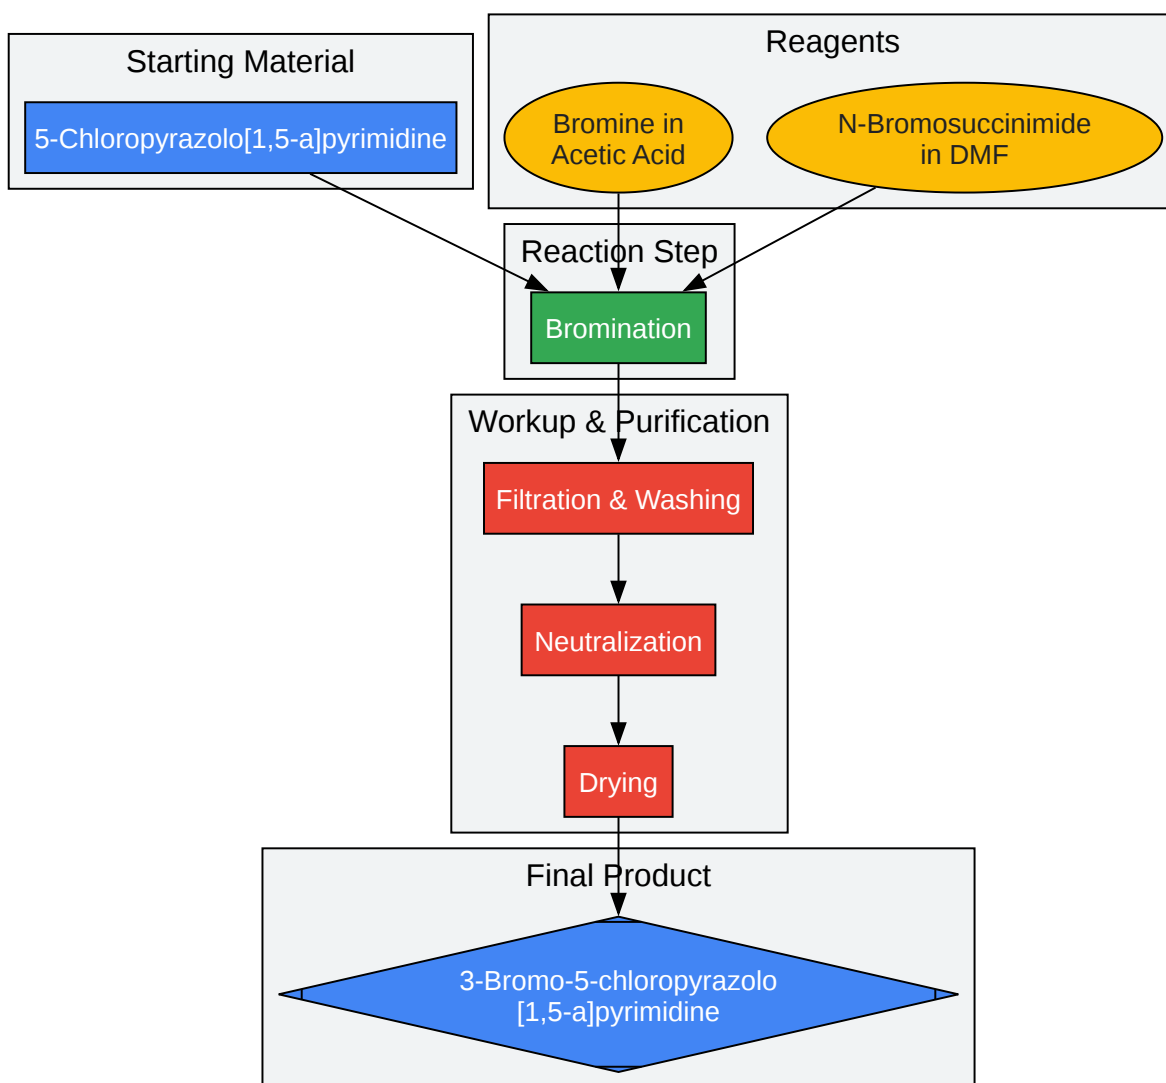 Starting Material
5-Chloropyrazolo[1,5-a]pyrimidine
Reagents
Bromine in
Acetic Acid
N-Bromosuccinimide
in DMF
Reaction Step
Bromination
Workup & Purification
Filtration & Washing
Neutralization
Drying
Final Product
3-Bromo-5-chloropyrazolo
[1,5-a]pyrimidine